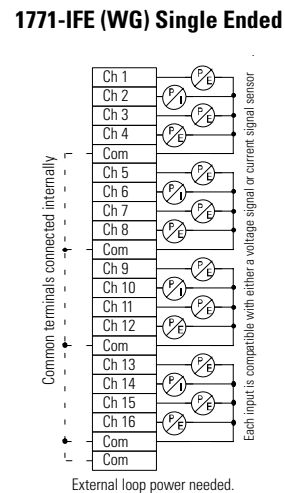 1771-IFE (WG) Single Ended
Ch 1
P/E
Ch 2
P/I
Ch 3
P/E
Ch 4
P/E
Com
Ch 5
P/E
Ch 6
P/I
Ch 7
P/E
Ch 8
P/E
Com
Ch 9
P/E
Ch 10
P/I
Ch 11
P/E
Ch 12
P/E
Com
Ch 13
P/E
Ch 14
P/I
Ch 15
P/E
Ch 16
P/E
Com
Com
Common terminals connected internally
Each input is compatible with either a voltage signal or current signal sensor
External loop power needed.